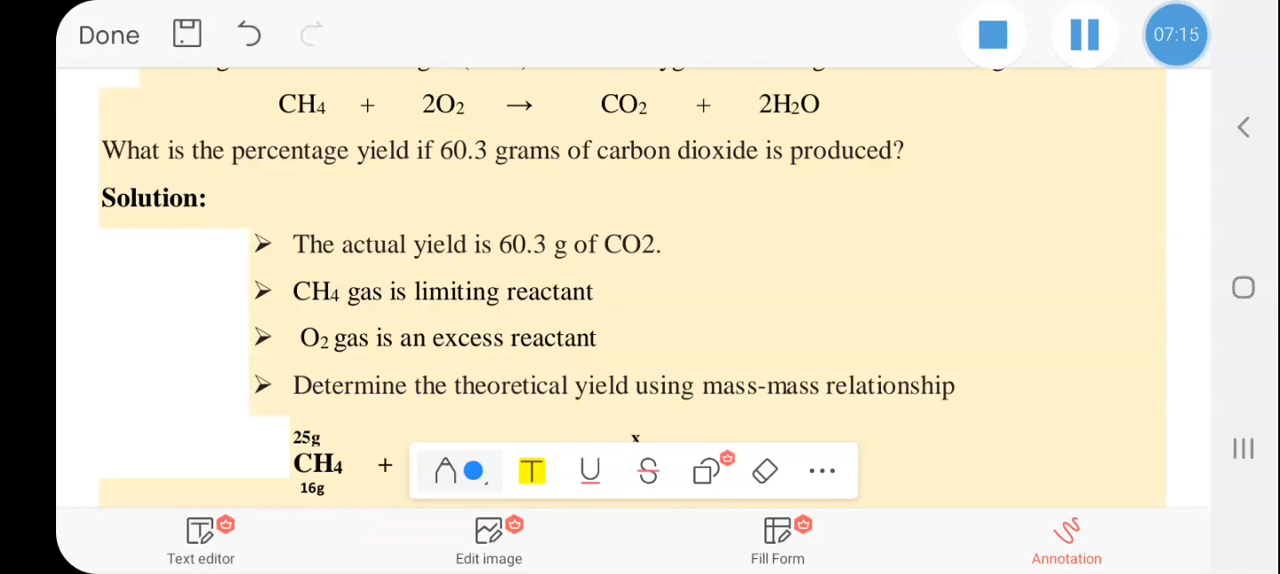 Done
07:15
CH4 + 2O2 → CO2 + 2H2O
What is the percentage yield if 60.3 grams of carbon dioxide is produced?
Solution:
➤ The actual yield is 60.3 g of CO2.
➤ CH4 gas is limiting reactant
➤ O2 gas is an excess reactant
➤ Determine the theoretical yield using mass-mass relationship
25g x
CH4 +
16g
T U S
Text editor Edit image Fill Form Annotation